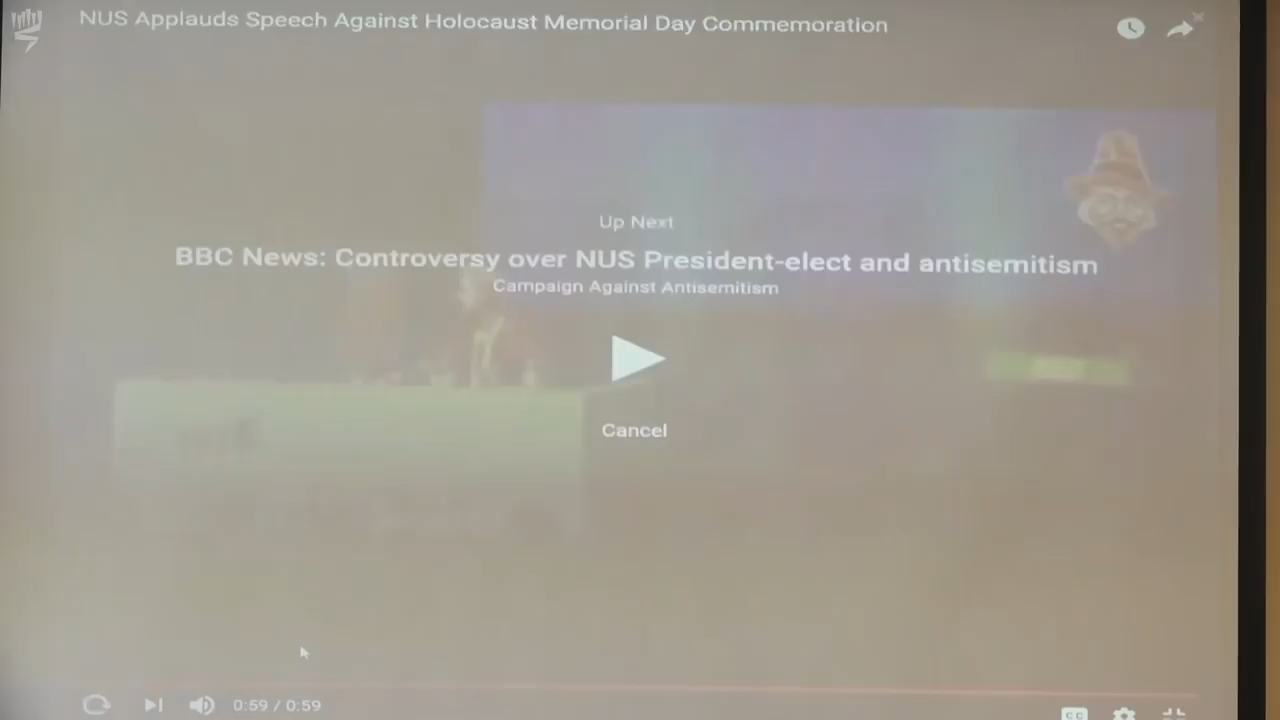 NUS Applauds Speech Against Holocaust Memorial Day Commemoration
Up Next
BBC News: Controversy over NUS President-elect and antisemitism
Campaign Against Antisemitism
Cancel
0:59 / 0:59
CC